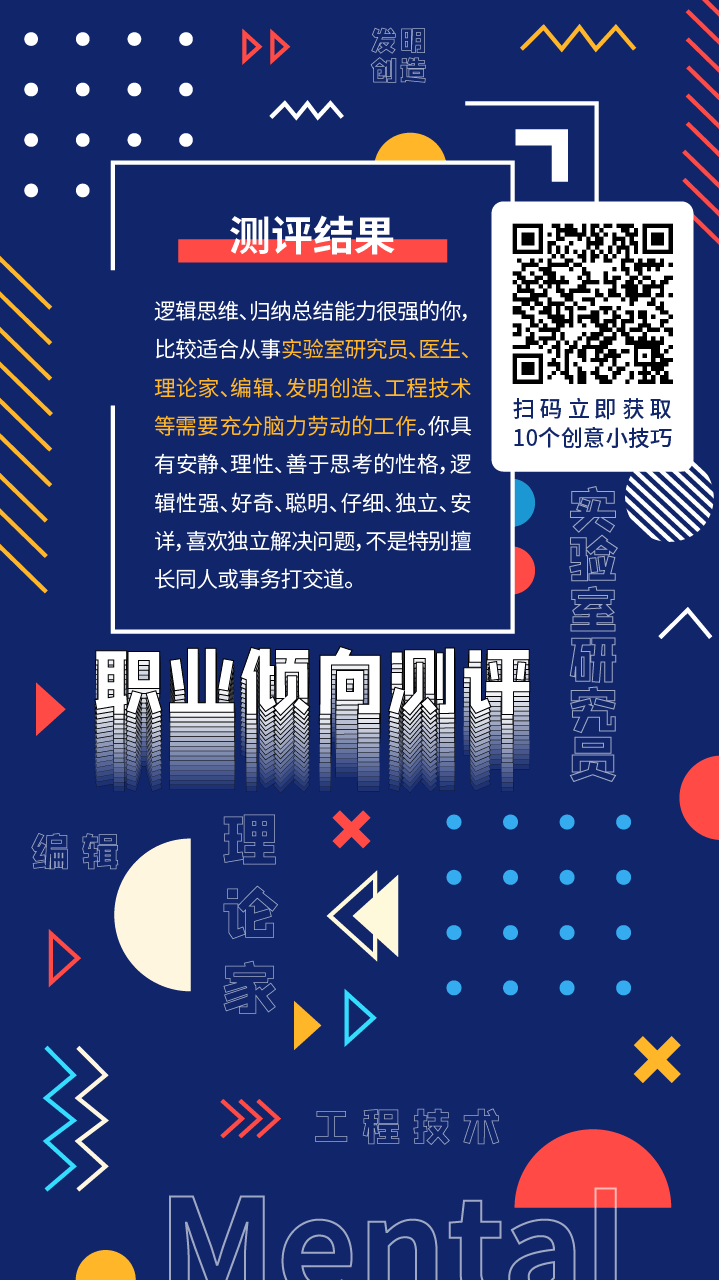 发明
创造
测评结果
逻辑思维、归纳总结能力很强的你，
比较适合从事实验室研究员、医生、
理论家、编辑、发明创造、工程技术
等需要充分脑力劳动的工作。你具
有安静、理性、善于思考的性格，逻
辑性强、好奇、聪明、仔细、独立、安
详，喜欢独立解决问题，不是特别擅
长同人或事务打交道。
扫码立即获取
10个创意小技巧
实验室研究员
职业倾向测评
编辑
理论家
工程技术
Mental